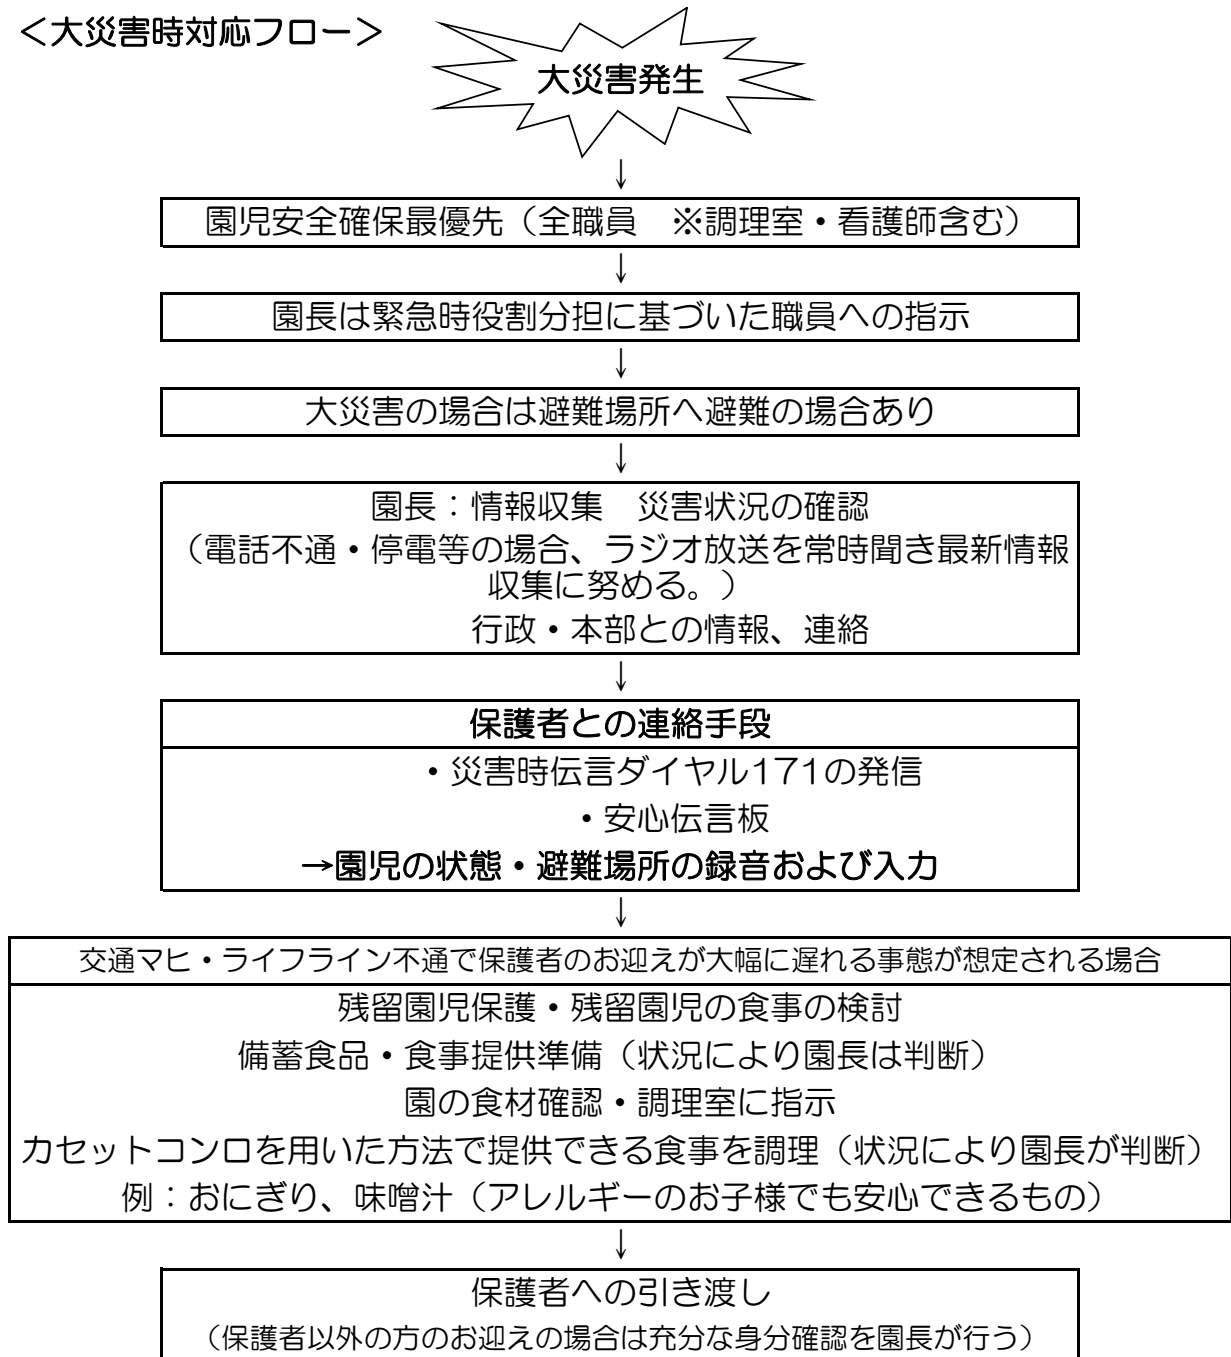 ＜大災害時対応フロー＞
大災害発生
↓
園児安全確保最優先（全職員　※調理室・看護師含む）
↓
園長は緊急時役割分担に基づいた職員への指示
↓
大災害の場合は避難場所へ避難の場合あり
↓
園長：情報収集　災害状況の確認
（電話不通・停電等の場合、ラジオ放送を常時聞き最新情報
収集に努める。）
行政・本部との情報、連絡
↓
保護者との連絡手段
・災害時伝言ダイヤル171の発信
・安心伝言板
→園児の状態・避難場所の録音および入力
↓
交通マヒ・ライフライン不通で保護者のお迎えが大幅に遅れる事態が想定される場合
残留園児保護・残留園児の食事の検討
備蓄食品・食事提供準備（状況により園長は判断）
園の食材確認・調理室に指示
カセットコンロを用いた方法で提供できる食事を調理（状況により園長が判断）
例：おにぎり、味噌汁（アレルギーのお子様でも安心できるもの）
↓
保護者への引き渡し
（保護者以外の方のお迎えの場合は充分な身分確認を園長が行う）